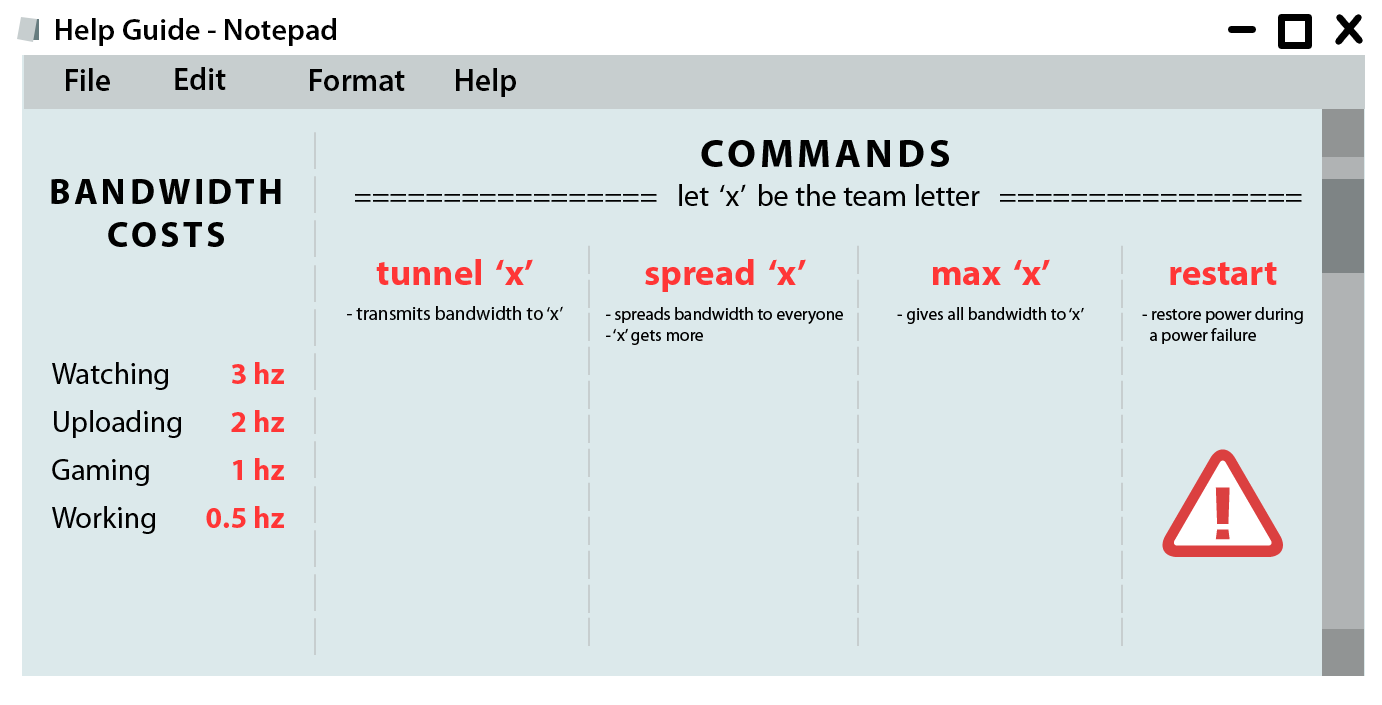 Help Guide - Notepad
File Edit Format Help
BANDWIDTH
COSTS
Watching 3 hz
Uploading 2 hz
Gaming 1 hz
Working 0.5 hz
COMMANDS
================= let ‘x’ be the team letter =================
tunnel ‘x’
- transmits bandwidth to ‘x’
spread ‘x’
- spreads bandwidth to everyone
- ‘x’ gets more
max ‘x’
- gives all bandwidth to ‘x’
restart
- restore power during
a power failure
!